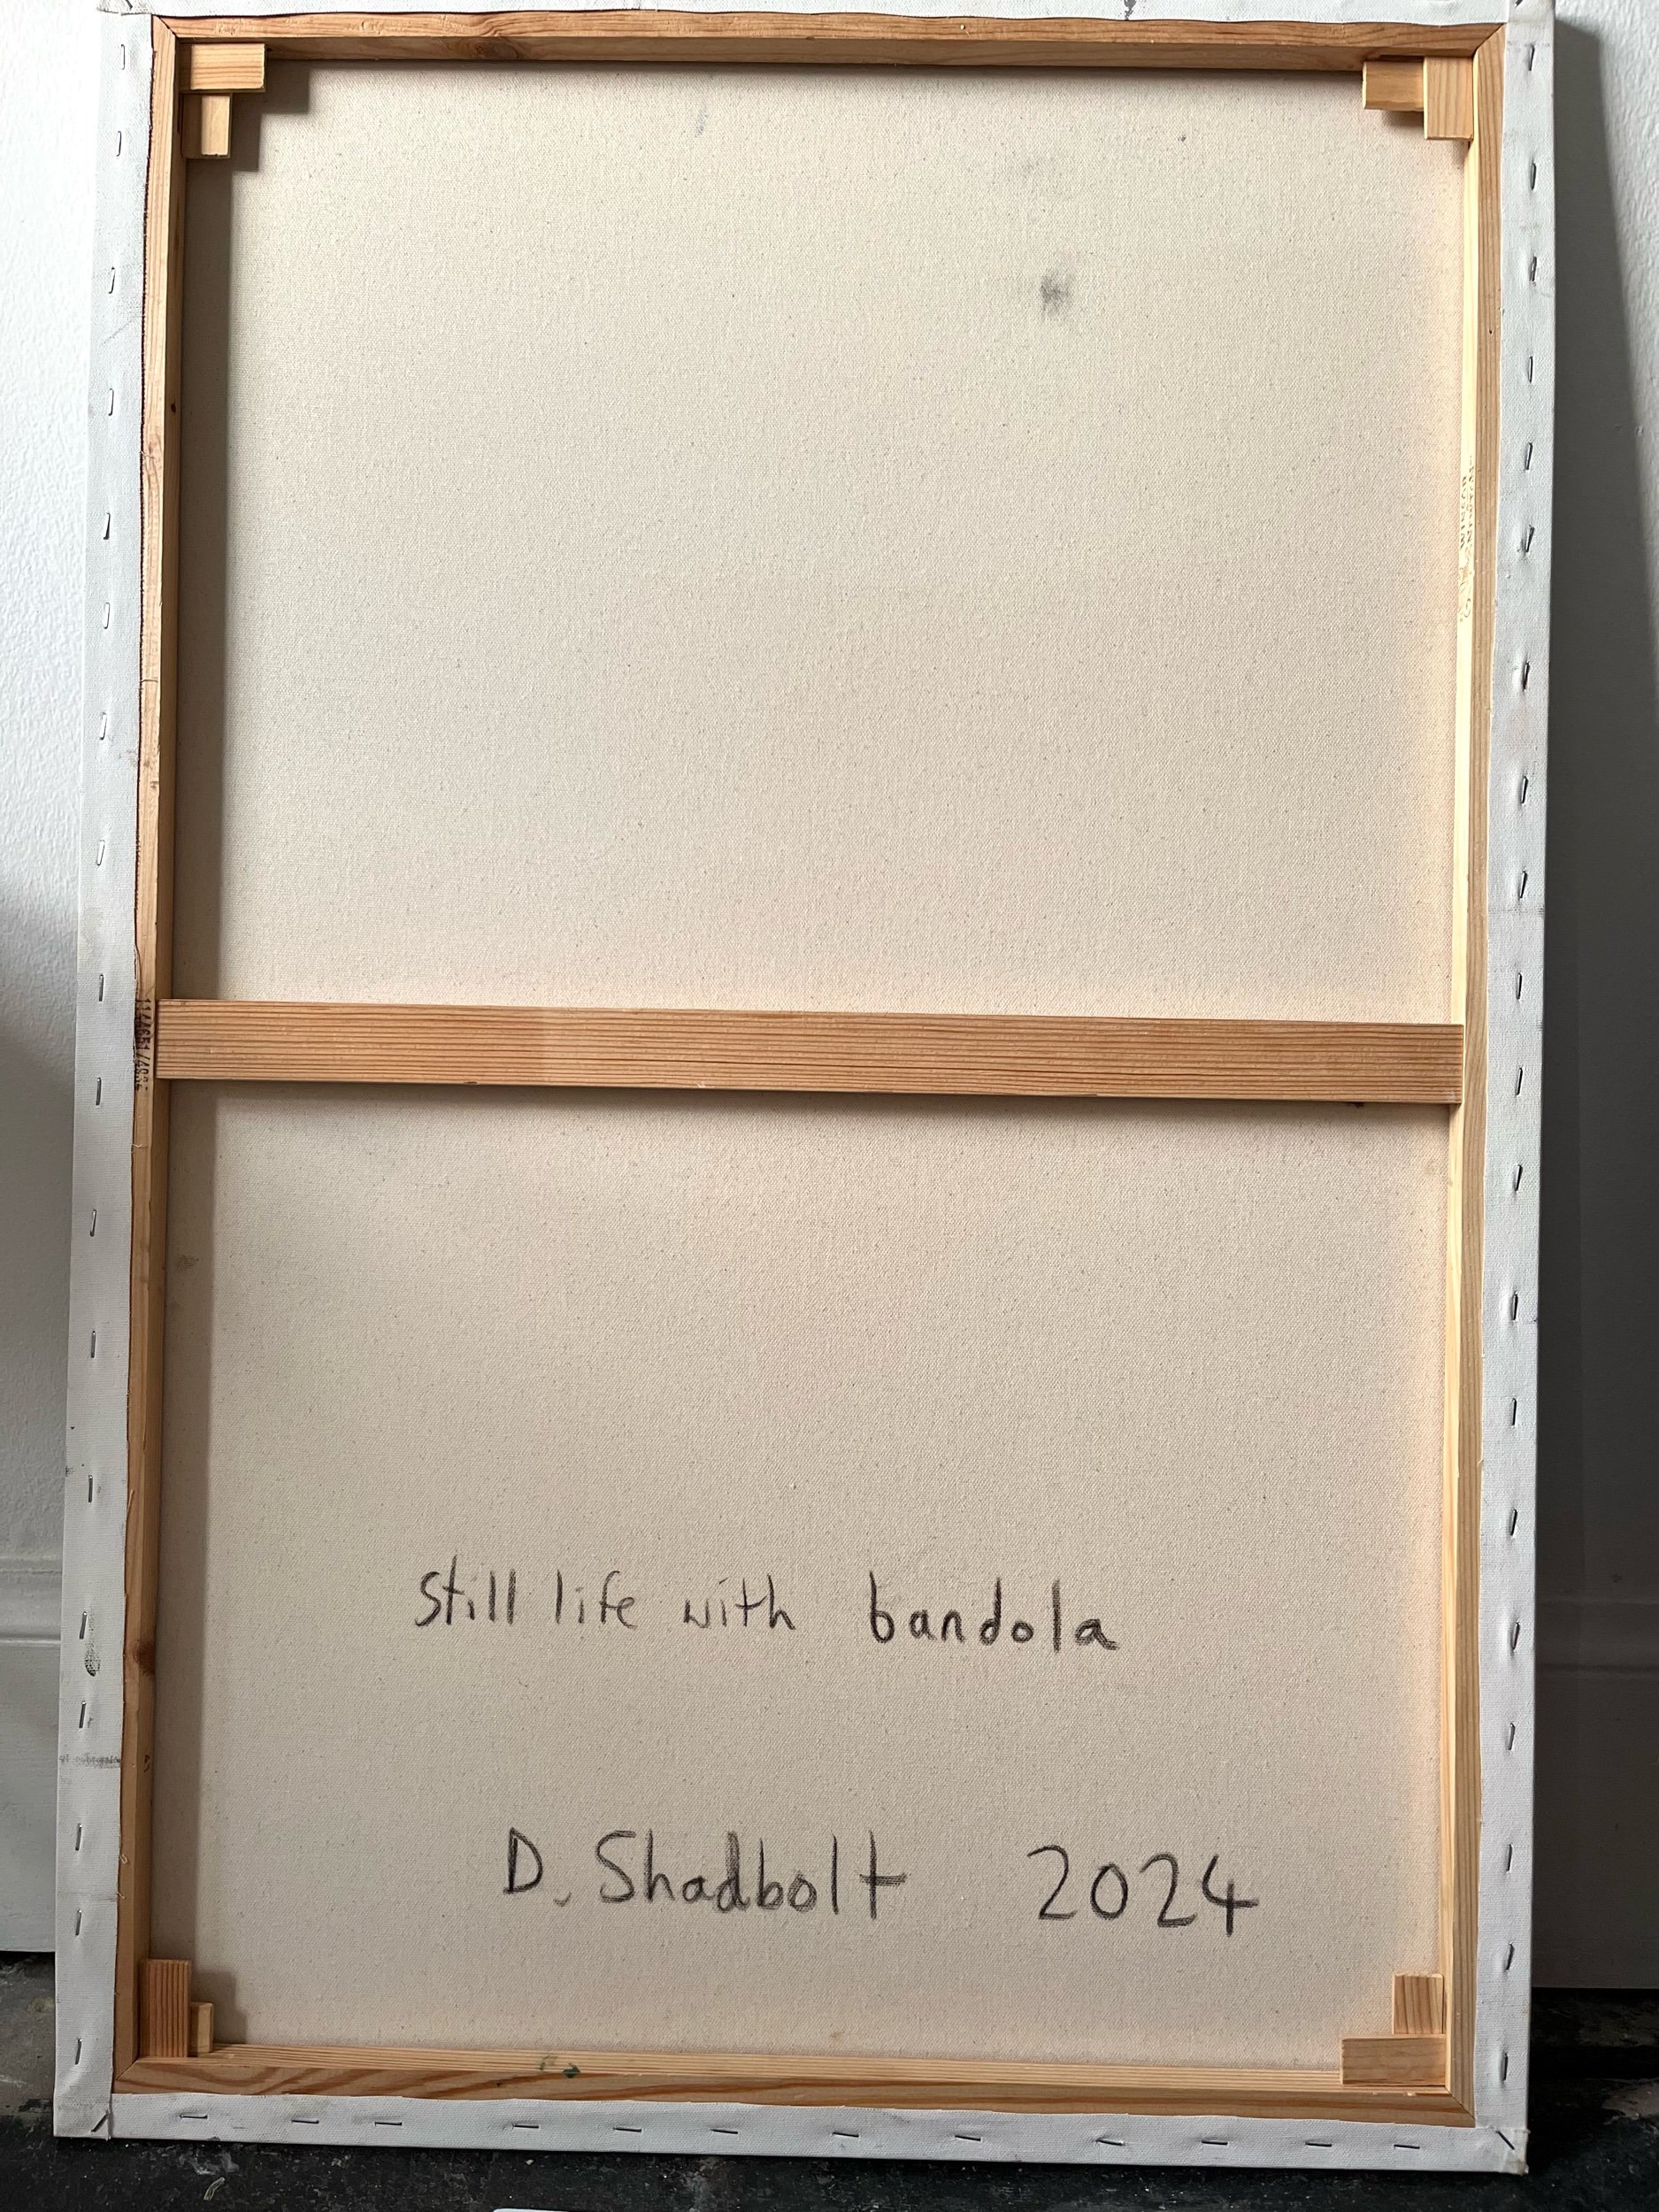 still life with bandola
D. Shadbolt 2024